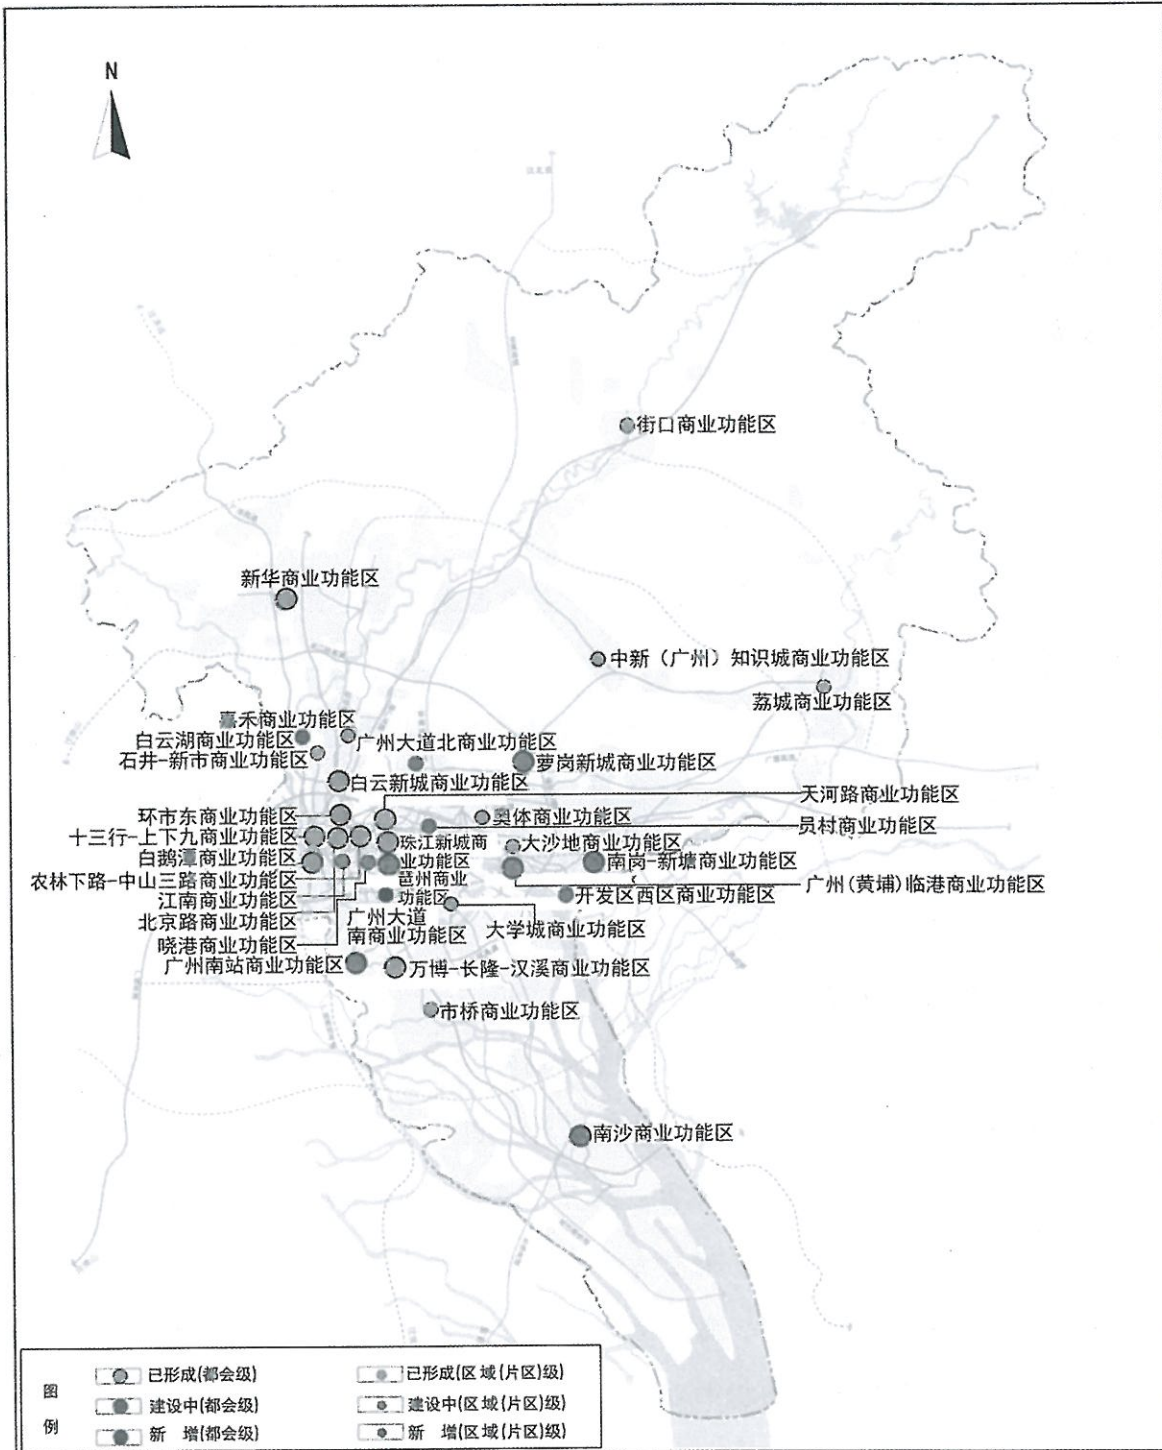 N
街口商业功能区
新华商业功能区
中新（广州）知识城商业功能区
荔城商业功能区
嘉禾商业功能区
白云湖商业功能区
广州大道北商业功能区
石井-新市商业功能区
萝岗新城商业功能区
白云新城商业功能区
天河路商业功能区
环市东商业功能区
奥体商业功能区
员村商业功能区
十三行-上下九商业功能区
珠江新城商
业功能区
大沙地商业功能区
白鹅潭商业功能区
南岗-新塘商业功能区
农林下路-中山三路商业功能区
琶州商业
功能区
广州(黄埔)临港商业功能区
江南商业功能区
开发区西区商业功能区
北京路商业功能区
广州大道
南商业功能区
大学城商业功能区
晓港商业功能区
广州南站商业功能区
万博-长隆-汉溪商业功能区
市桥商业功能区
南沙商业功能区
图例
已形成(都会级)
已形成(区域(片区)级)
建设中(都会级)
建设中(区域(片区)级)
新 增(都会级)
新 增(区域(片区)级)